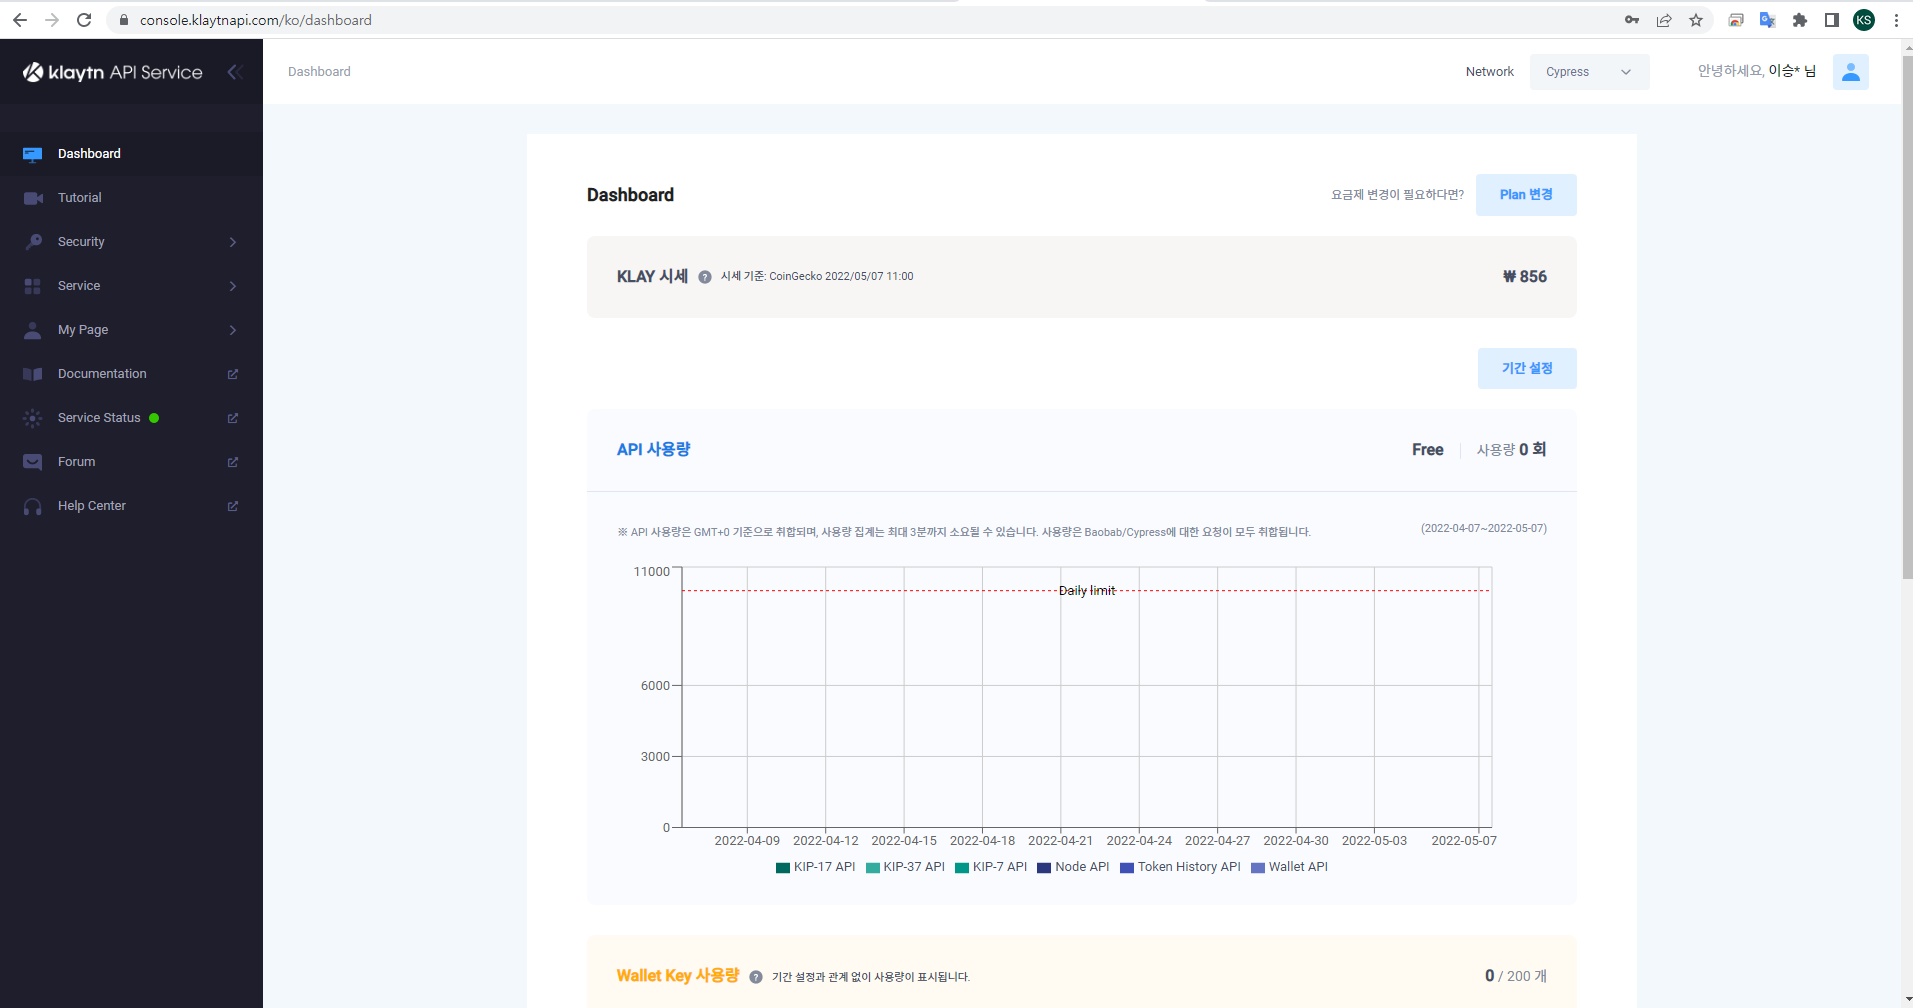 console.klaytnapi.com/ko/dashboard
KS
klaytn API Service
Dashboard
Network
Cypress
안녕하세요, 이승* 님
Dashboard
Tutorial
Security
Service
My Page
Documentation
Service Status
Forum
Help Center
Dashboard
요금제 변경이 필요하다면?
Plan 변경
KLAY 시세 ? 시세 기준: CoinGecko 2022/05/07 11:00
₩ 856
기간 설정
API 사용량
Free
사용량 0 회
※ API 사용량은 GMT+0 기준으로 취합되며, 사용량 집계는 최대 3분까지 소요될 수 있습니다. 사용량은 Baobab/Cypress에 대한 요청이 모두 취합됩니다.
(2022-04-07~2022-05-07)
11000
Daily limit
6000
3000
0
2022-04-09 2022-04-12 2022-04-15 2022-04-18 2022-04-21 2022-04-24 2022-04-27 2022-04-30 2022-05-03 2022-05-07
KIP-17 API KIP-37 API KIP-7 API Node API Token History API Wallet API
Wallet Key 사용량 ? 기간 설정과 관계 없이 사용량이 표시됩니다.
0 / 200 개